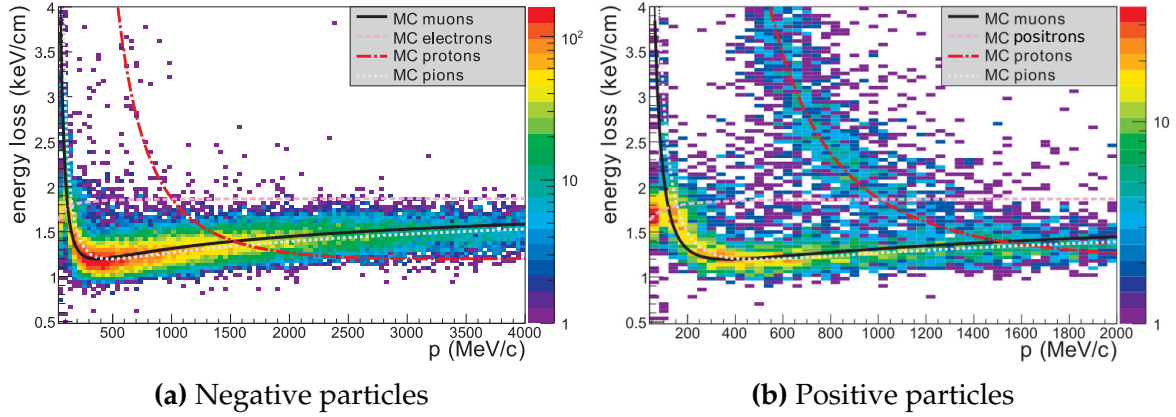 energy loss (keV/cm)
4
3.5
3
2.5
2
1.5
1
0.5
MC muons
MC electrons
MC protons
MC pions
10²
10
1
500 1000 1500 2000 2500 3000 3500 4000
p (MeV/c)
(a) Negative particles
energy loss (keV/cm)
4
3.5
3
2.5
2
1.5
1
0.5
MC muons
MC positrons
MC protons
MC pions
10
1
200 400 600 800 1000 1200 1400 1600 1800 2000
p (MeV/c)
(b) Positive particles